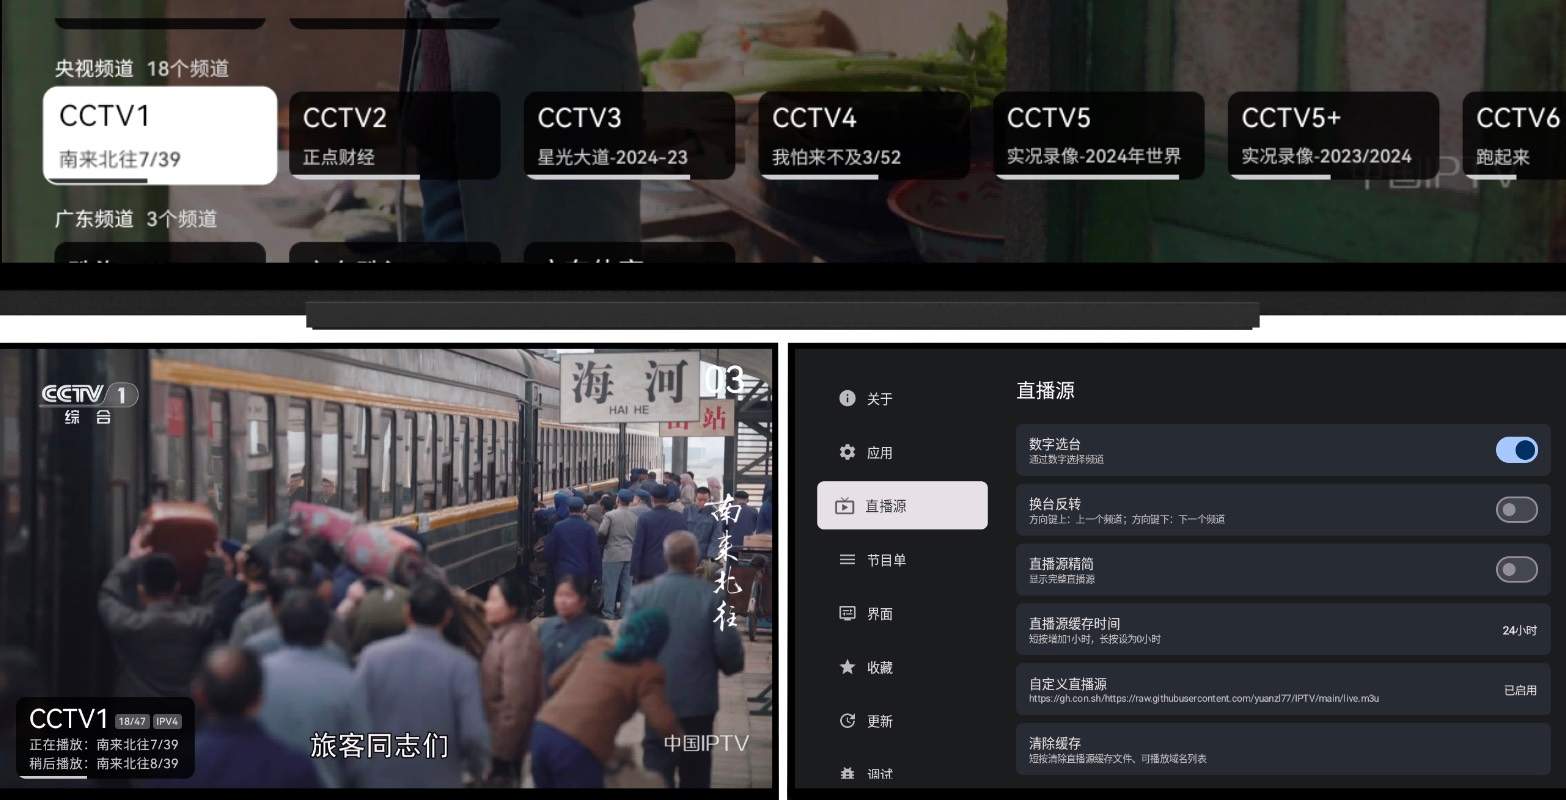 央视频道 18个频道
CCTV1
南来北往7/39
CCTV2
正点财经
CCTV3
星光大道-2024-23
CCTV4
我怕来不及3/52
CCTV5
实况录像-2024年世界
CCTV5+
实况录像-2023/2024
CCTV6
跑起来
中国IPTV
广东频道 3个频道
CCTV 1
综合
海河
HAI HE
站
03
南来北往
CCTV1 18/47 IPV4
正在播放：南来北往7/39
稍后播放：南来北往8/39
旅客同志们
中国IPTV
关于
应用
直播源
节目单
界面
收藏
更新
调试
直播源
数字选台
通过数字选择频道
换台反转
方向键上：上一个频道；方向键下：下一个频道
直播源精简
显示完整直播源
直播源缓存时间
短按增加1小时，长按设为0小时
24小时
自定义直播源
https://gh.con.sh/https://raw.githubusercontent.com/yuanzl77/IPTV/main/live.m3u
已启用
清除缓存
短按清除直播源缓存文件、可播放域名列表